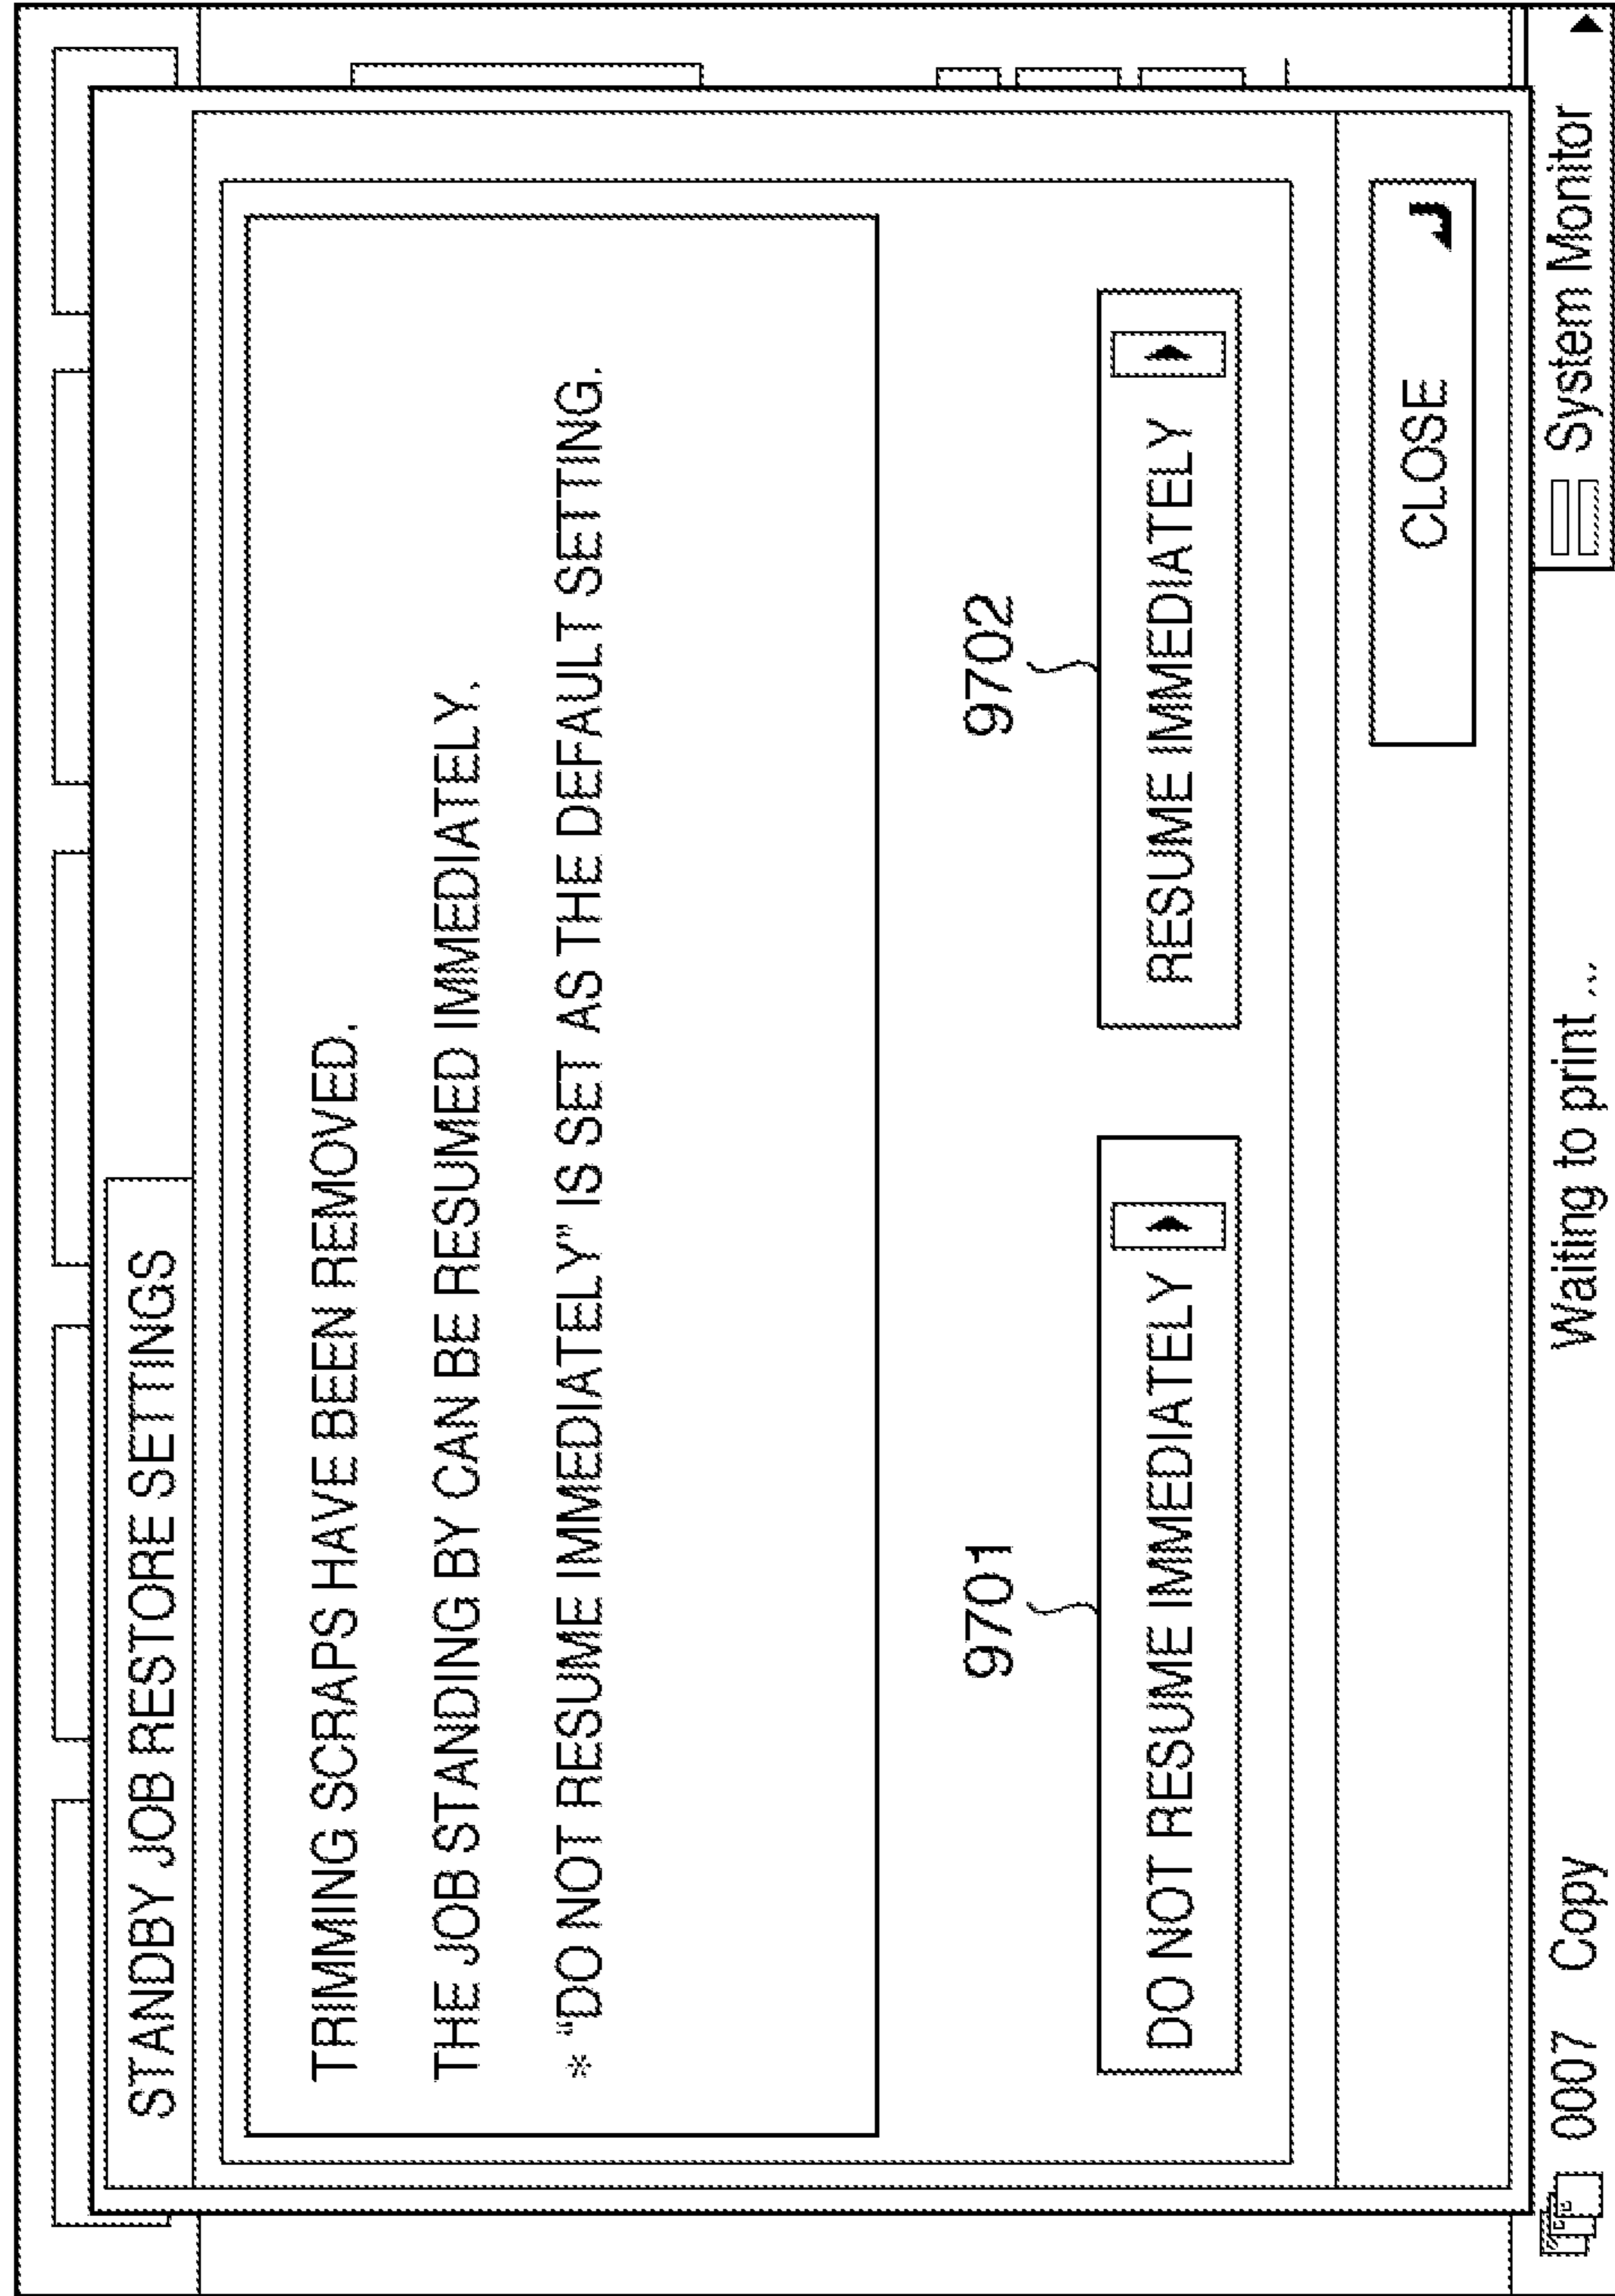 STANDBY JOB RESTORE SETTINGS
TRIMMING SCRAPS HAVE BEEN REMOVED.
THE JOB STANDING BY CAN BE RESUMED IMMEDIATELY.
* "DO NOT RESUME IMMEDIATELY" IS SET AS THE DEFAULT SETTING.
9701
9702
DO NOT RESUME IMMEDIATELY
RESUME IMMEDIATELY
CLOSE
0007 Copy Waiting to print ... System Monitor